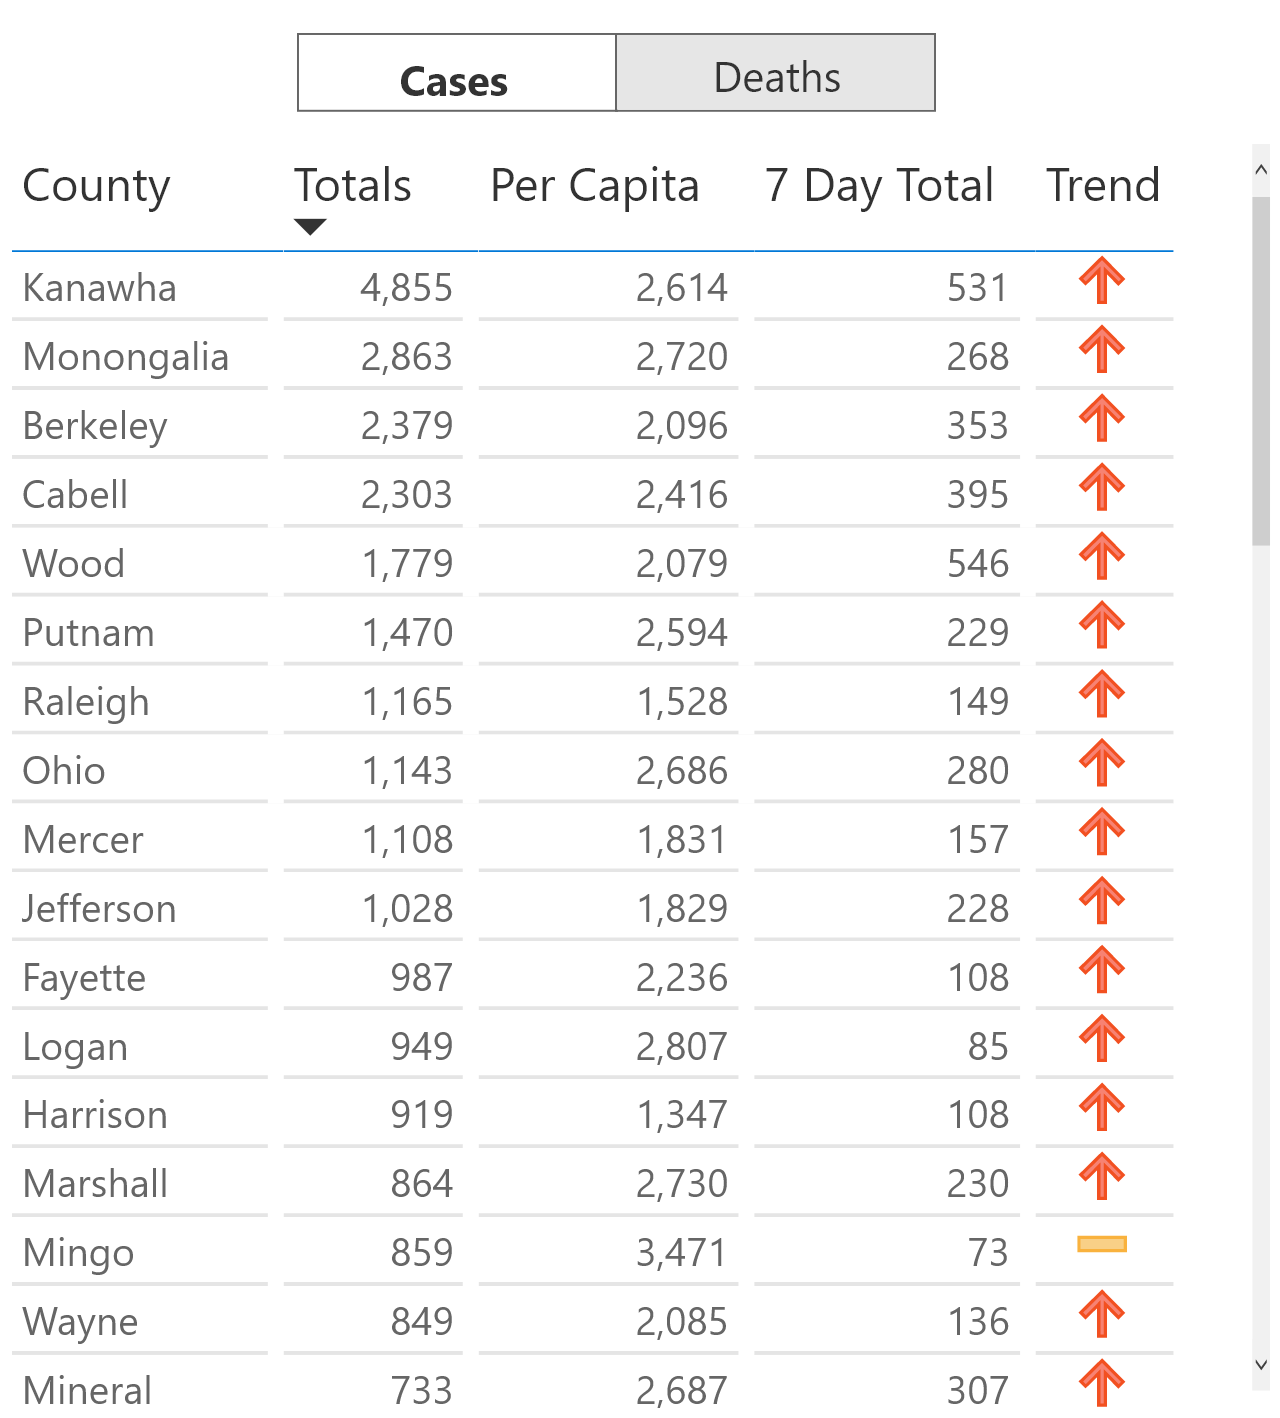 Cases Deaths
County Totals Per Capita 7 Day Total Trend
Kanawha 4,855 2,614 531
Monongalia 2,863 2,720 268
Berkeley 2,379 2,096 353
Cabell 2,303 2,416 395
Wood 1,779 2,079 546
Putnam 1,470 2,594 229
Raleigh 1,165 1,528 149
Ohio 1,143 2,686 280
Mercer 1,108 1,831 157
Jefferson 1,028 1,829 228
Fayette 987 2,236 108
Logan 949 2,807 85
Harrison 919 1,347 108
Marshall 864 2,730 230
Mingo 859 3,471 73
Wayne 849 2,085 136
Mineral 733 2,687 307